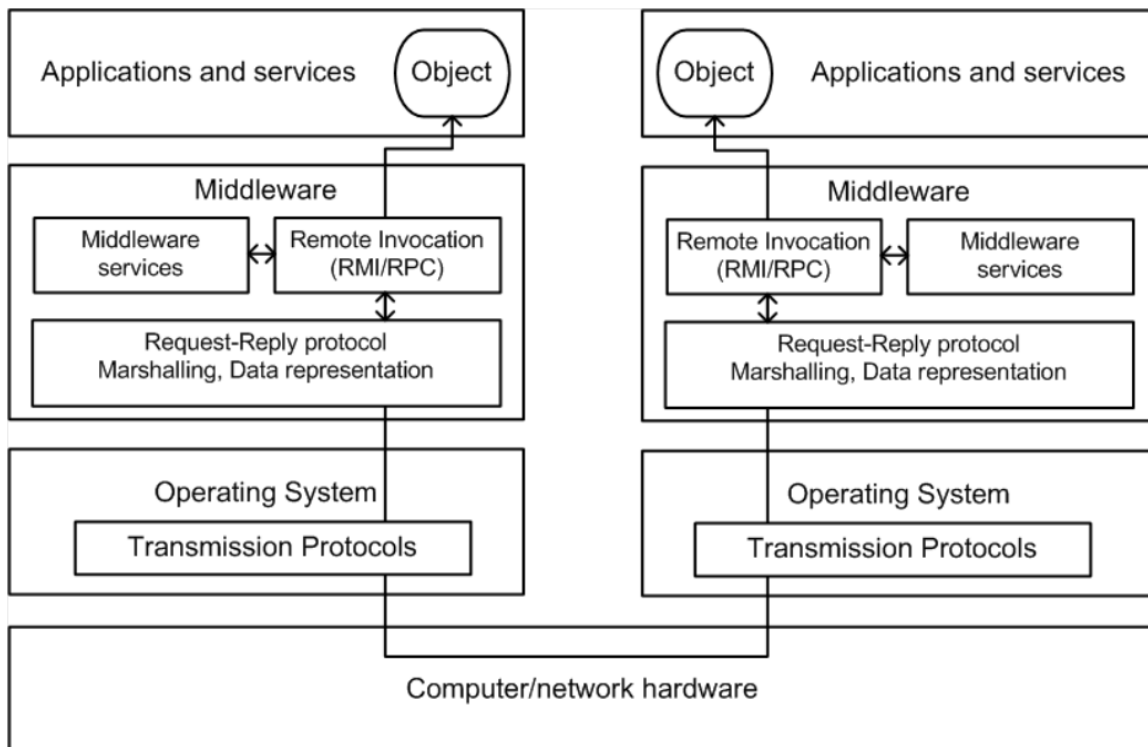 Applications and services
Object
Object
Applications and services
Middleware
Middleware
services
Remote Invocation
(RMI/RPC)
Request-Reply protocol
Marshalling, Data representation
Middleware
Remote Invocation
(RMI/RPC)
Middleware
services
Request-Reply protocol
Marshalling, Data representation
Operating System
Transmission Protocols
Operating System
Transmission Protocols
Computer/network hardware